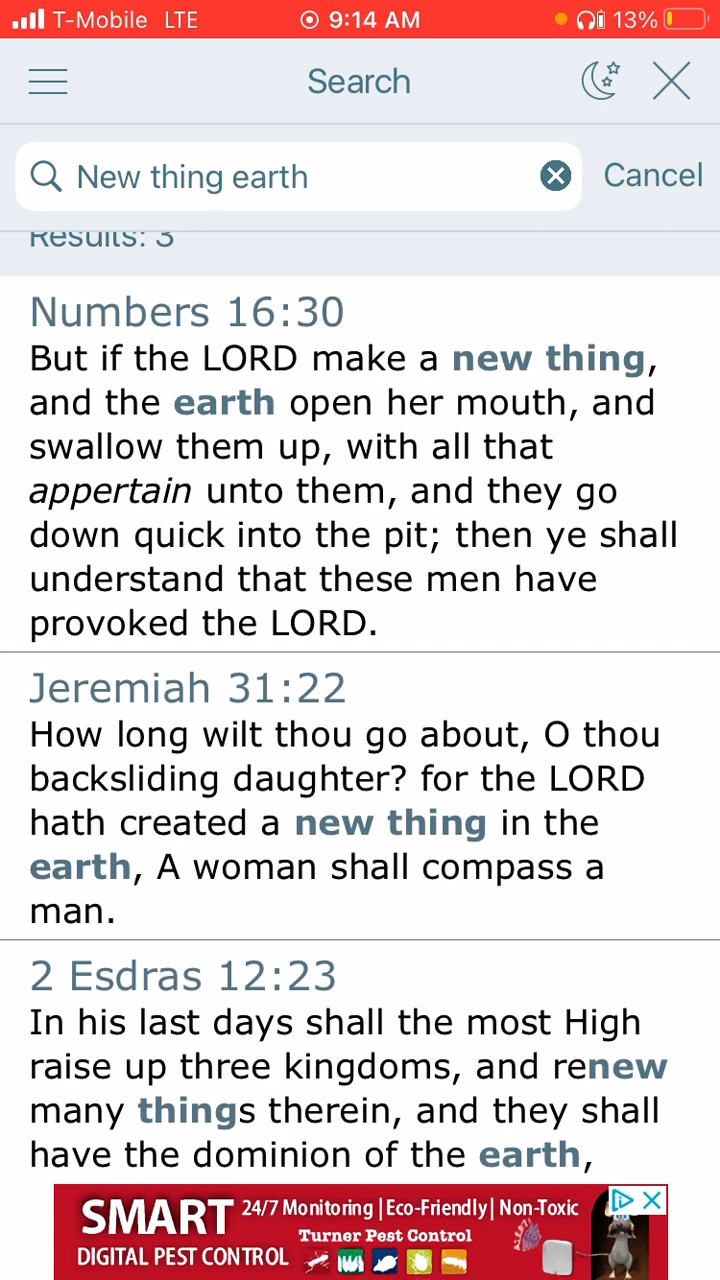 T-Mobile LTE 9:14 AM 13%
Search
New thing earth Cancel
Results: 3
Numbers 16:30
But if the LORD make a new thing,
and the earth open her mouth, and
swallow them up, with all that
appertain unto them, and they go
down quick into the pit; then ye shall
understand that these men have
provoked the LORD.
Jeremiah 31:22
How long wilt thou go about, O thou
backsliding daughter? for the LORD
hath created a new thing in the
earth, A woman shall compass a
man.
2 Esdras 12:23
In his last days shall the most High
raise up three kingdoms, and renew
many things therein, and they shall
have the dominion of the earth,
SMART 24/7 Monitoring | Eco-Friendly | Non-Toxic
Turner Pest Control
DIGITAL PEST CONTROL